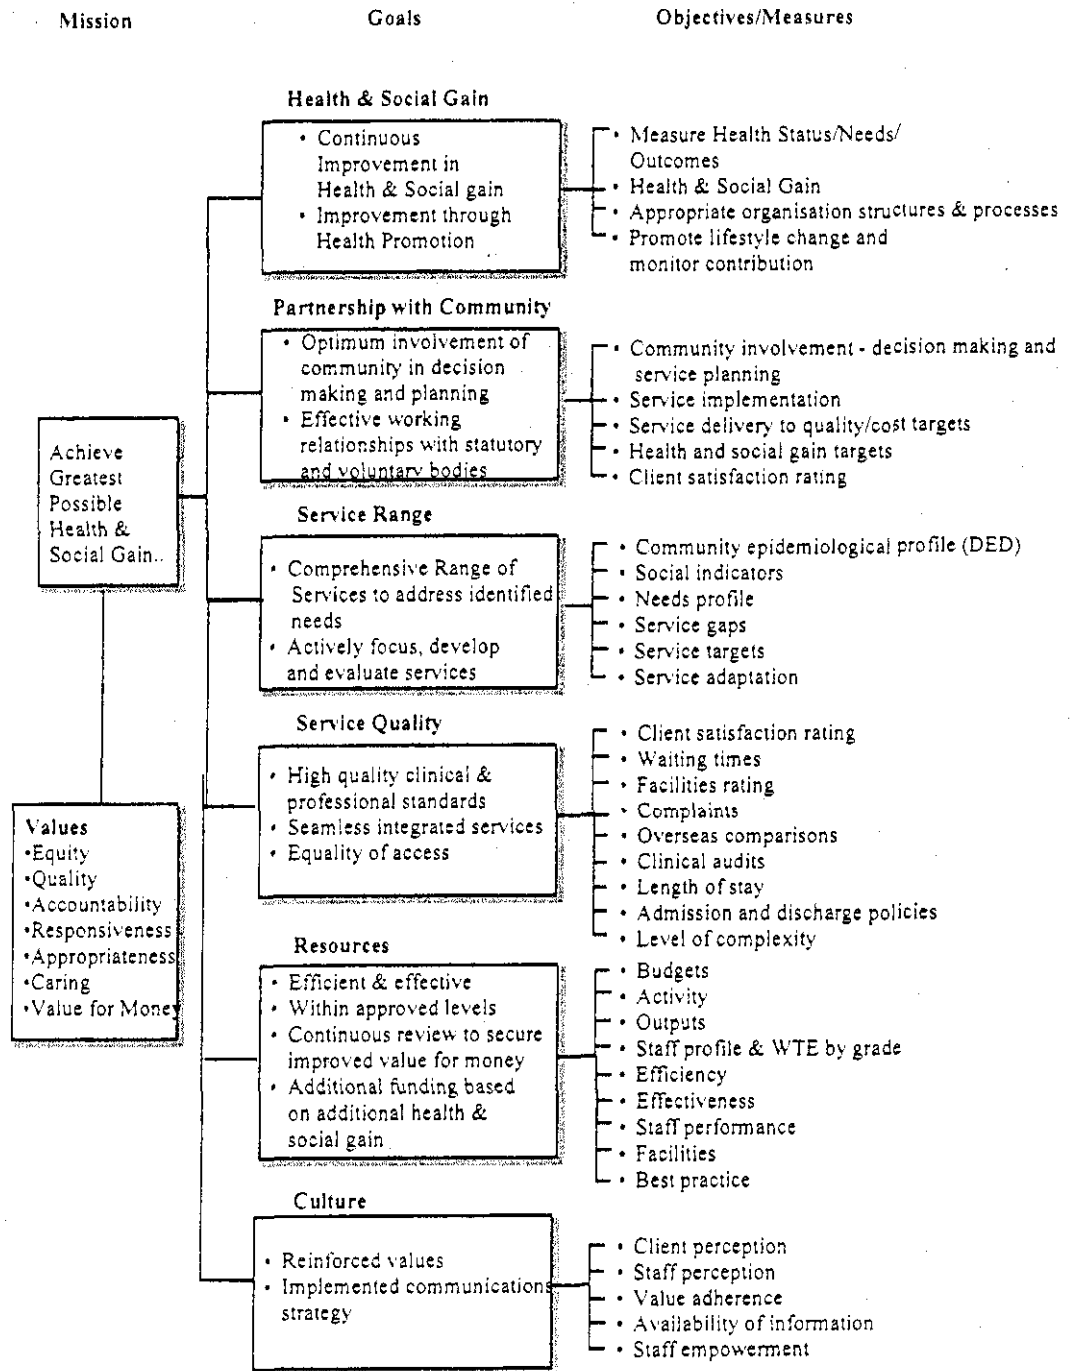 Mission
Goals
Objectives/Measures
Health & Social Gain
• Continuous
Improvement in
Health & Social gain
• Improvement through
Health Promotion
• Measure Health Status/Needs/
Outcomes
• Health & Social Gain
• Appropriate organisation structures & processes
• Promote lifestyle change and
monitor contribution
Partnership with Community
• Optimum involvement of
community in decision
making and planning
• Effective working
relationships with statutory
and voluntary bodies
• Community involvement - decision making and
service planning
• Service implementation
• Service delivery to quality/cost targets
• Health and social gain targets
• Client satisfaction rating
Achieve
Greatest
Possible
Health &
Social Gain..
Service Range
• Comprehensive Range of
Services to address identified
needs
• Actively focus, develop
and evaluate services
• Community epidemiological profile (DED)
• Social indicators
• Needs profile
• Service gaps
• Service targets
• Service adaptation
Service Quality
• High quality clinical &
professional standards
• Seamless integrated services
• Equality of access
• Client satisfaction rating
• Waiting times
• Facilities rating
• Complaints
• Overseas comparisons
• Clinical audits
• Length of stay
• Admission and discharge policies
• Level of complexity
Values
•Equity
•Quality
•Accountability
•Responsiveness
•Appropriateness
•Caring
•Value for Money
Resources
• Efficient & effective
• Within approved levels
• Continuous review to secure
improved value for money
• Additional funding based
on additional health &
social gain
• Budgets
• Activity
• Outputs
• Staff profile & WTE by grade
• Efficiency
• Effectiveness
• Staff performance
• Facilities
• Best practice
Culture
• Reinforced values
• Implemented communications
strategy
• Client perception
• Staff perception
• Value adherence
• Availability of information
• Staff empowerment